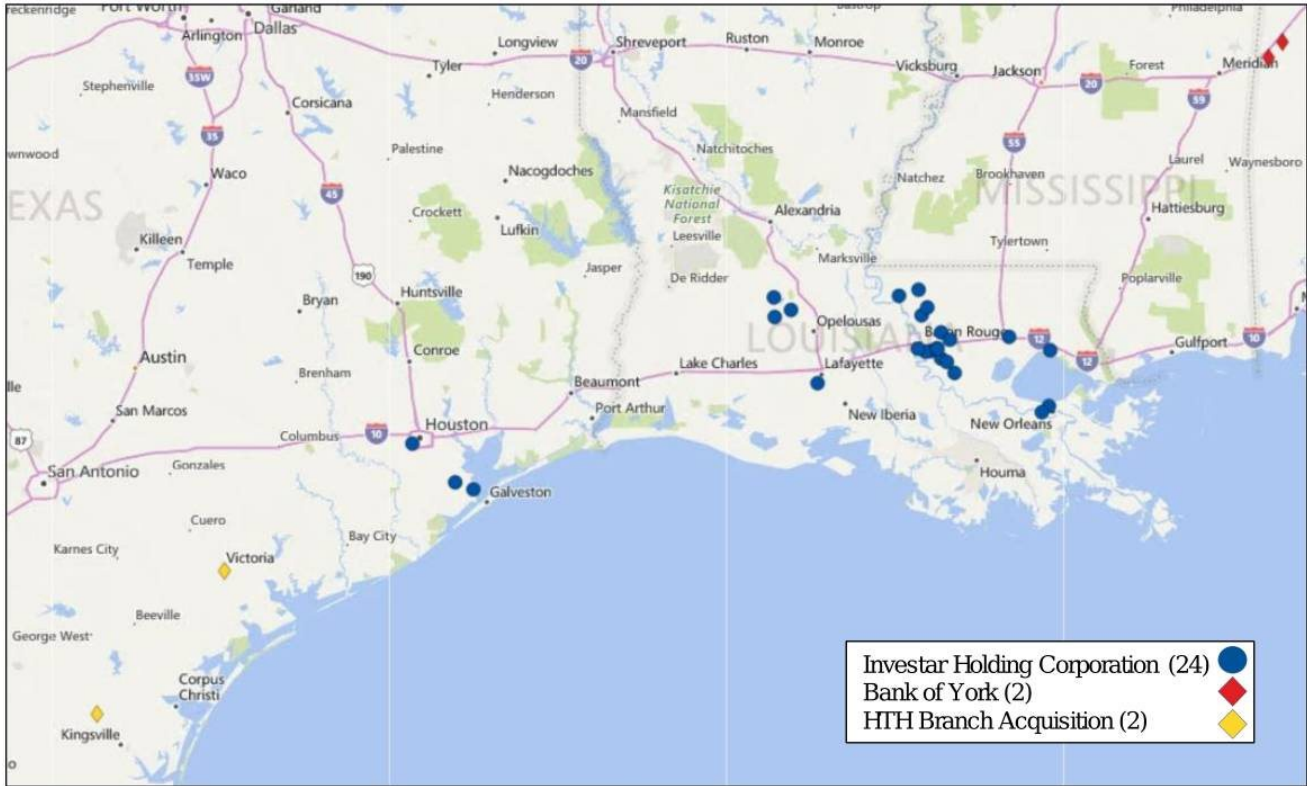 reckenridge
Fort Worth
Garland
Arlington
Dallas
Bastrop
Philadelphia
Longview
Shreveport
Ruston
Monroe
20
Tyler
Vicksburg
Jackson
Forest
Meridian
20
35W
Stephenville
Henderson
Corsicana
Mansfield
59
35
55
wnwood
Palestine
Natchitoches
Laurel
Waynesboro
Waco
Nacogdoches
Natchez
Brookhaven
EXAS
45
Kisatchie
National
Forest
MISSISSIPPI
Crockett
Alexandria
Hattiesburg
Lufkin
Leesville
Killeen
Tylertown
Temple
Marksville
Jasper
De Ridder
190
Poplarville
Bryan
Huntsville
Opelousas
LOUISIANA
Baton Rouge
12
10
Conroe
Gulfport
Austin
12
lle
Brenham
Lake Charles
Lafayette
Beaumont
San Marcos
Port Arthur
New Iberia
87
Columbus
10
Houston
New Orleans
San Antonio
Gonzales
Houma
Galveston
Cuero
Bay City
Karnes City
Victoria
Beeville
George West
Corpus
Christi
Kingsville
o
Investar Holding Corporation (24)
Bank of York (2)
HTH Branch Acquisition (2)